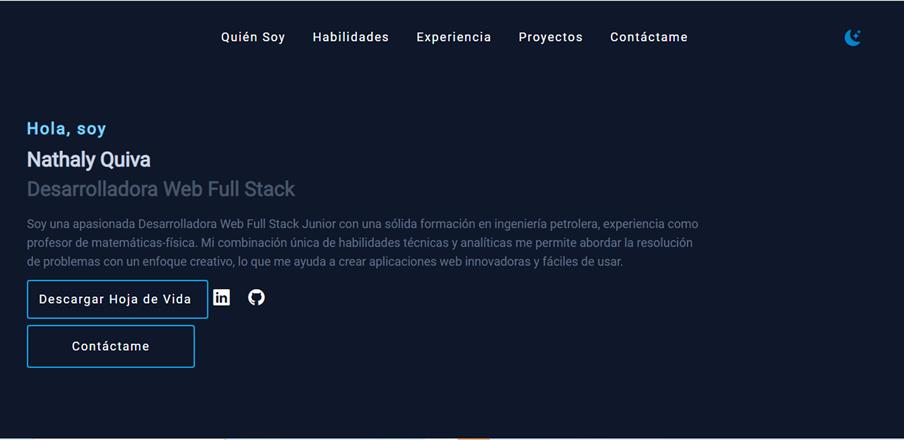 Quién Soy Habilidades Experiencia Proyectos Contáctame
Hola, soy
Nathaly Quiva
Desarrolladora Web Full Stack
Soy una apasionada Desarrolladora Web Full Stack Junior con una sólida formación en ingeniería petrolera, experiencia como
profesor de matemáticas-física. Mi combinación única de habilidades técnicas y analíticas me permite abordar la resolución
de problemas con un enfoque creativo, lo que me ayuda a crear aplicaciones web innovadoras y fáciles de usar.
Descargar Hoja de Vida in
Contáctame